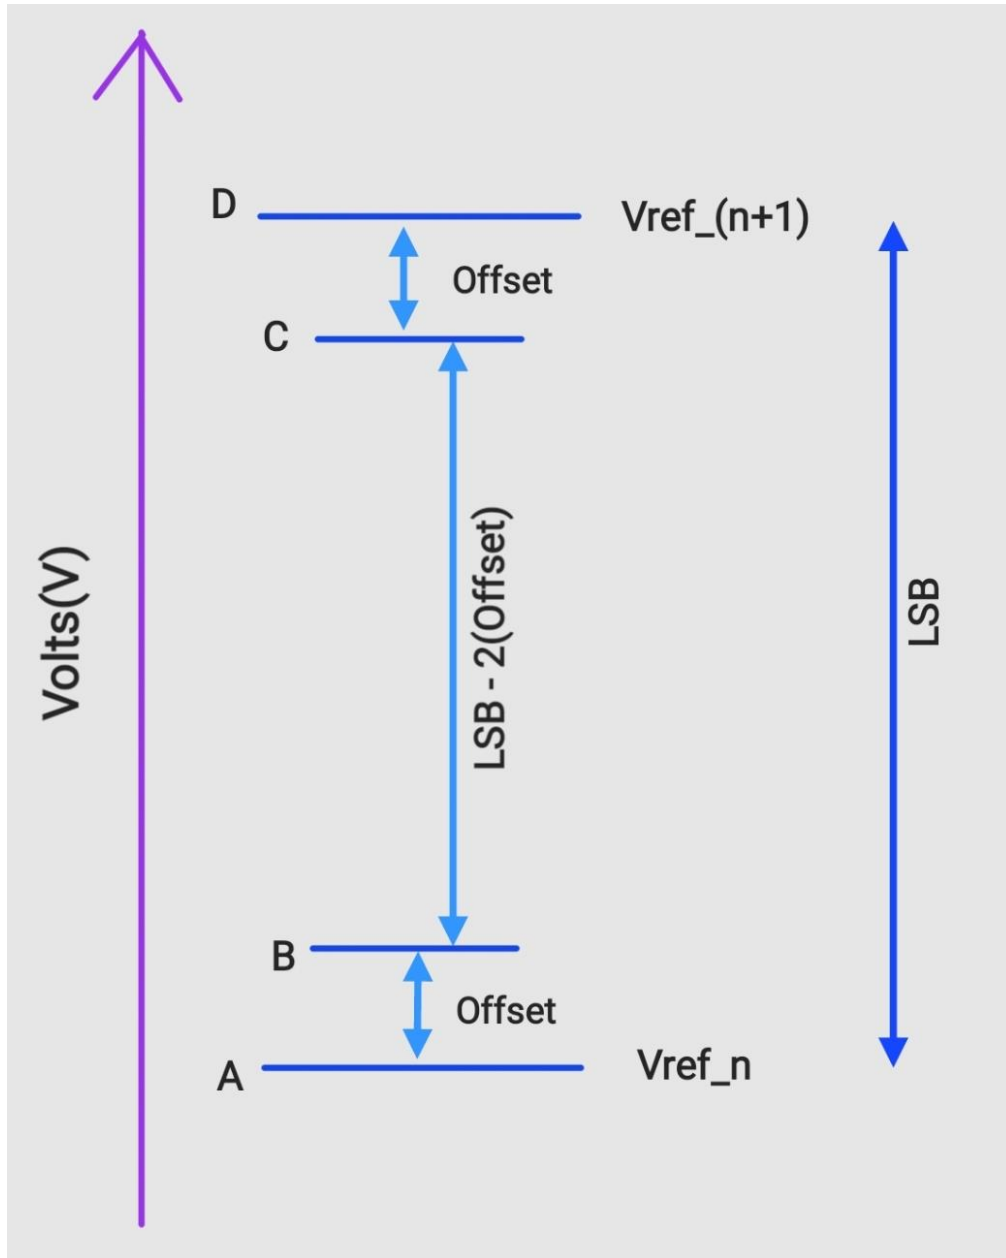 D
Vref_(n+1)
Offset
C
LSB - 2(Offset)
Volts(V)
LSB
B
Offset
A
Vref_n